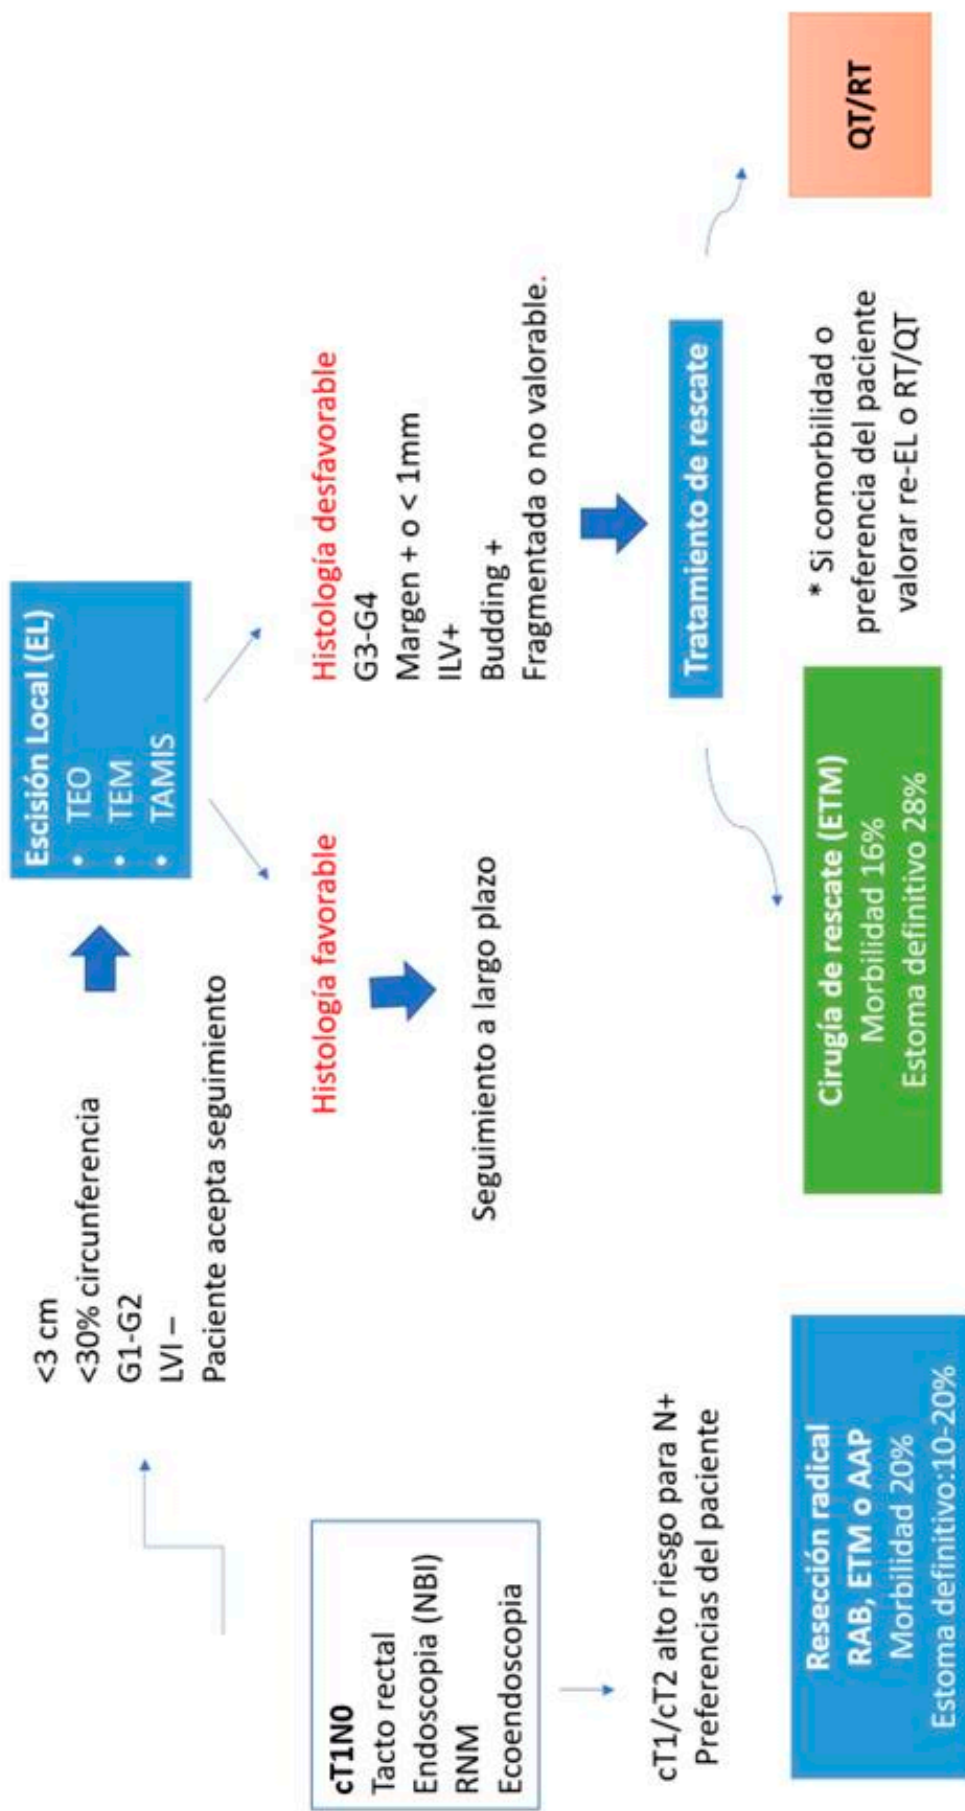 cT1N0
Tacto rectal
Endoscopia (NBI)
RNM
Ecoendoscopia
<3 cm
<30% circunferencia
G1-G2
LVI –
Paciente acepta seguimiento
Escisión Local (EL)
• TEO
• TEM
• TAMIS
Histología favorable
Seguimiento a largo plazo
Histología desfavorable
G3-G4
Margen + o < 1mm
ILV+
Budding +
Fragmentada o no valorable.
Tratamiento de rescate
cT1/cT2 alto riesgo para N+
Preferencias del paciente
Resección radical
RAB, ETM o AAP
Morbilidad 20%
Estoma definitivo:10-20%
Cirugía de rescate (ETM)
Morbilidad 16%
Estoma definitivo 28%
* Si comorbilidad o
preferencia del paciente
valorar re-EL o RT/QT
QT/RT